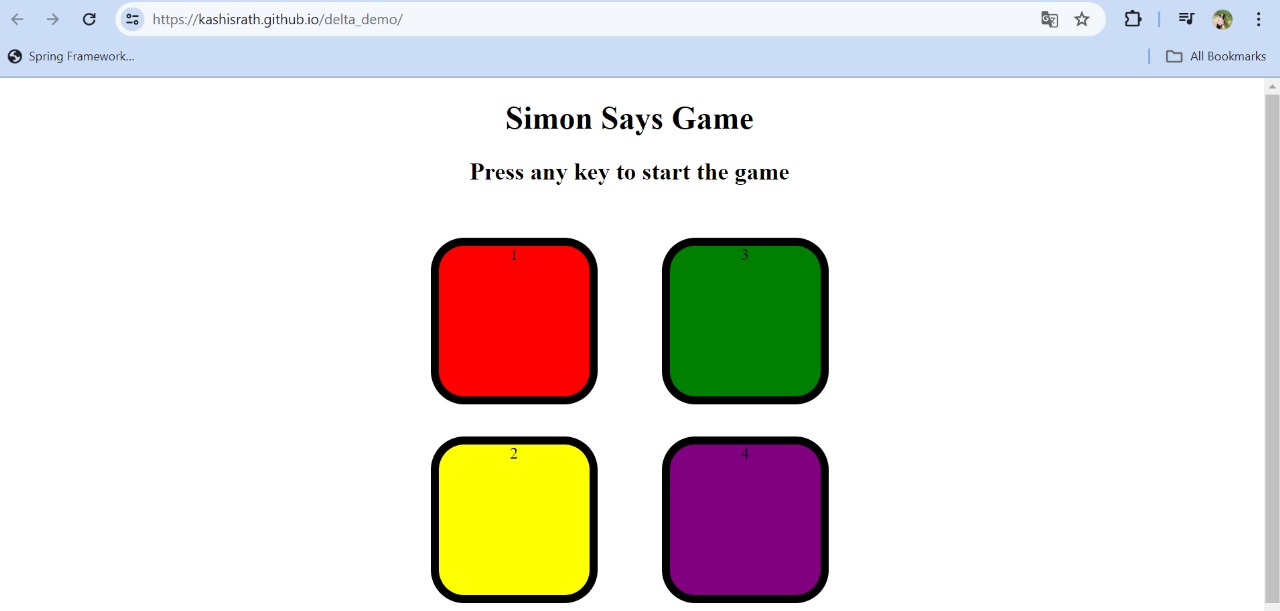 https://kashisrath.github.io/delta_demo/
Spring Framework...
All Bookmarks
Simon Says Game
Press any key to start the game
1
3
2
4